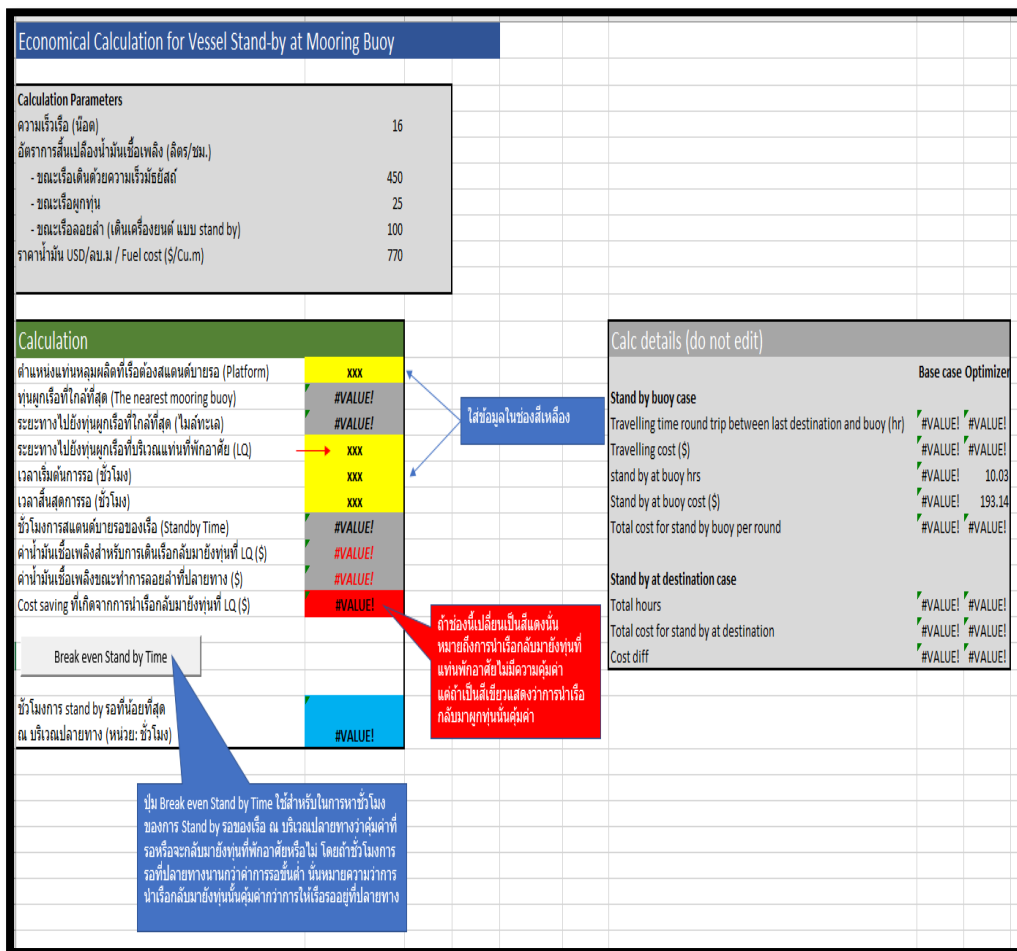 Economical Calculation for Vessel Stand-by at Mooring Buoy
Calculation Parameters
ความเร็วเรือ (น๊อต) 16
อัตราการสิ้นเปลืองน้ำมันเชื้อเพลิง (ลิตร/ชม.)
- ขณะเรือเดินด้วยความเร็วมัธยัสถ์ 450
- ขณะเรือผูกทุ่น 25
- ขณะเรือลอยลำ (เดินเครื่องยนต์ แบบ stand by) 100
ราคาน้ำมัน USD/ลบ.ม / Fuel cost ($/Cu.m) 770
Calculation
ตำแหน่งแท่นหลุมผลิตที่เรือต้องสแตนด์บายรอ (Platform) xxx
ทุ่นผูกเรือที่ใกล้ที่สุด (The nearest mooring buoy) #VALUE!
ระยะทางไปยังทุ่นผูกเรือที่ใกล้ที่สุด (ไมล์ทะเล) #VALUE!
ระยะทางไปยังทุ่นผูกเรือที่บริเวณแท่นที่พักอาศัย (LQ) xxx
เวลาเริ่มต้นการรอ (ชั่วโมง) xxx
เวลาสิ้นสุดการรอ (ชั่วโมง) xxx
ชั่วโมงการสแตนด์บายรอของเรือ (Standby Time) #VALUE!
ค่าน้ำมันเชื้อเพลิงสำหรับการเดินเรือกลับมายังทุ่นที่ LQ ($) #VALUE!
ค่าน้ำมันเชื้อเพลิงขณะทำการลอยลำที่ปลายทาง ($) #VALUE!
Cost saving ที่เกิดจากการนำเรือกลับมายังทุ่นที่ LQ ($) #VALUE!
Break even Stand by Time
ชั่วโมงการ stand by รอที่น้อยที่สุด
ณ บริเวณปลายทาง (หน่วย: ชั่วโมง) #VALUE!
ใส่ข้อมูลในช่องสีเหลือง
ถ้าช่องนี้เปลี่ยนเป็นสีแดงนั่น
หมายถึงการนำเรือกลับมายังทุ่นที่
แท่นพักอาศัยไม่มีความคุ้มค่า
แต่ถ้าเป็นสีเขียวแสดงว่าการนำเรือ
กลับมาผูกทุ่นนั่นคุ้มค่า
ปุ่ม Break even Stand by Time ใช้สำหรับในการหาชั่วโมง
ของการ Stand by รอของเรือ ณ บริเวณปลายทางว่าคุ้มค่าที่
รอหรือจะกลับมายังทุ่นที่พักอาศัยหรือไม่ โดยถ้าชั่วโมงการ
รอที่ปลายทางนานกว่าค่าการรอขั้นต่ำ นั่นหมายความว่าการ
นำเรือกลับมายังทุ่นนั้นคุ้มค่ากว่าการให้เรือรออยู่ที่ปลายทาง
Calc details (do not edit)
Base case Optimizer
Stand by buoy case
Travelling time round trip between last destination and buoy (hr) #VALUE! #VALUE!
Travelling cost ($) #VALUE! #VALUE!
stand by at buoy hrs #VALUE! 10.03
Stand by at buoy cost ($) #VALUE! 193.14
Total cost for stand by buoy per round #VALUE! #VALUE!
Stand by at destination case
Total hours #VALUE! #VALUE!
Total cost for stand by at destination #VALUE! #VALUE!
Cost diff #VALUE! #VALUE!